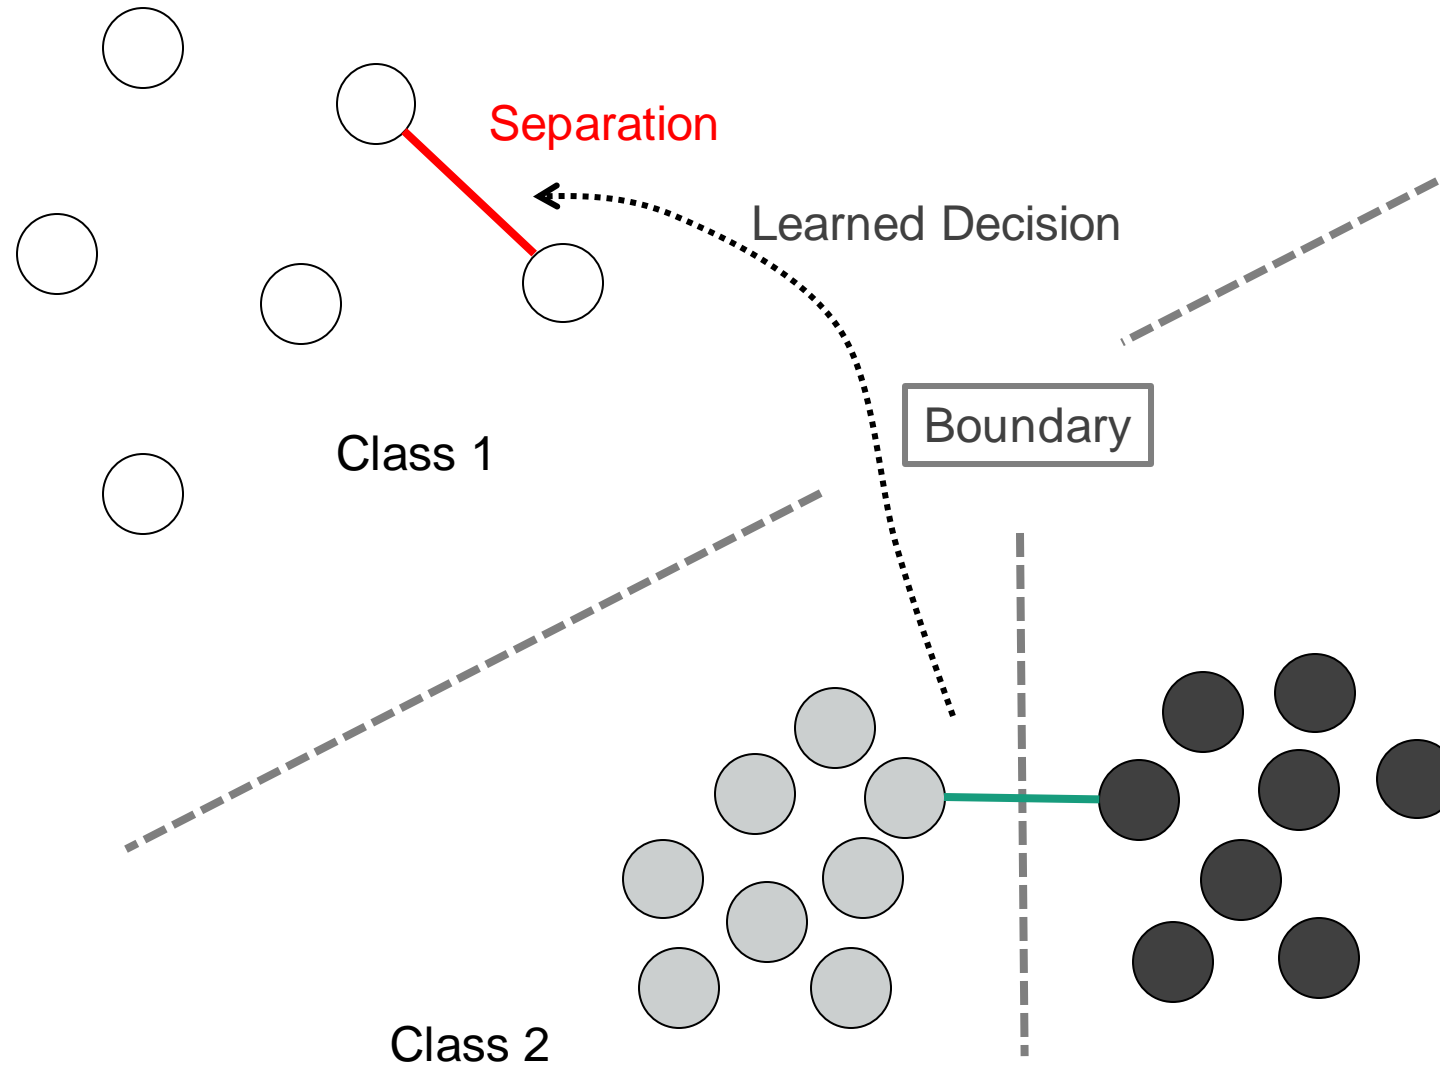 Separation
Learned Decision
Boundary
Class 1
Class 2